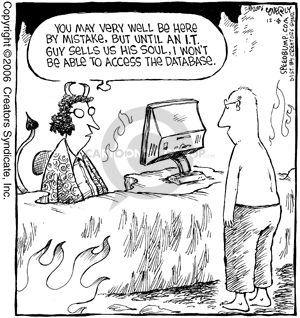 YOU MAY VERY WELL BE HERE
BY MISTAKE. BUT UNTIL AN I.T.
GUY SELLS US HIS SOUL, I WON'T
BE ABLE TO ACCESS THE DATABASE.
©2006 Creators Syndicate, Inc.
SPEEDBUMP.COM